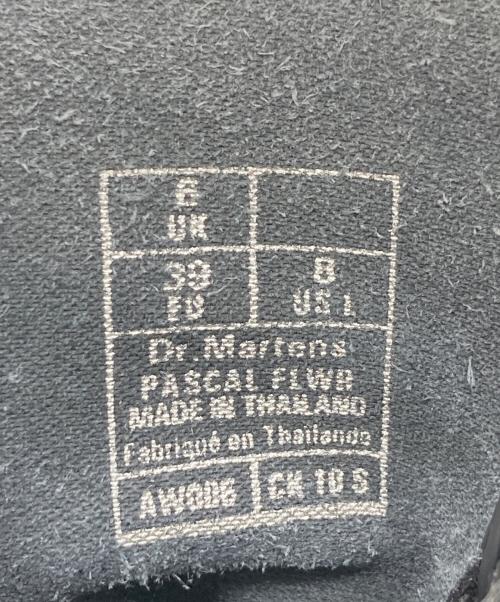 6
UK
39
EU
8
US L
Dr.Martens
PASCAL FLWR
MADE IN THAILAND
Fabriqué en Thaïlande
AW006
CK 10 S